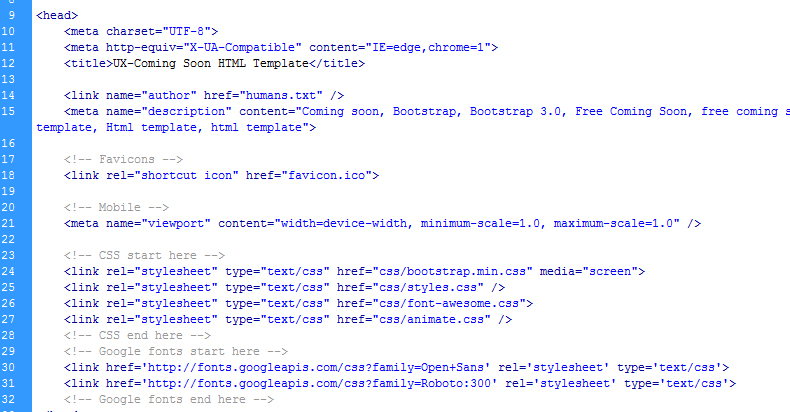 9 <head>
10 <meta charset="UTF-8">
11 <meta http-equiv="X-UA-Compatible" content="IE=edge,chrome=1">
12 <title>UX-Coming Soon HTML Template</title>
13
14 <link name="author" href="humans.txt" />
15 <meta name="description" content="Coming soon, Bootstrap, Bootstrap 3.0, Free Coming Soon, free coming
template, Html template, html template">
16
17 <!-- Favicons -->
18 <link rel="shortcut icon" href="favicon.ico">
19
20 <!-- Mobile -->
21 <meta name="viewport" content="width=device-width, minimum-scale=1.0, maximum-scale=1.0" />
22
23 <!-- CSS start here -->
24 <link rel="stylesheet" type="text/css" href="css/bootstrap.min.css" media="screen">
25 <link rel="stylesheet" type="text/css" href="css/styles.css" />
26 <link rel="stylesheet" type="text/css" href="css/font-awesome.css">
27 <link rel="stylesheet" type="text/css" href="css/animate.css" />
28 <!-- CSS end here -->
29 <!-- Google fonts start here -->
30 <link href='http://fonts.googleapis.com/css?family=Open+Sans' rel='stylesheet' type='text/css'>
31 <link href='http://fonts.googleapis.com/css?family=Roboto:300' rel='stylesheet' type='text/css'>
32 <!-- Google fonts end here -->